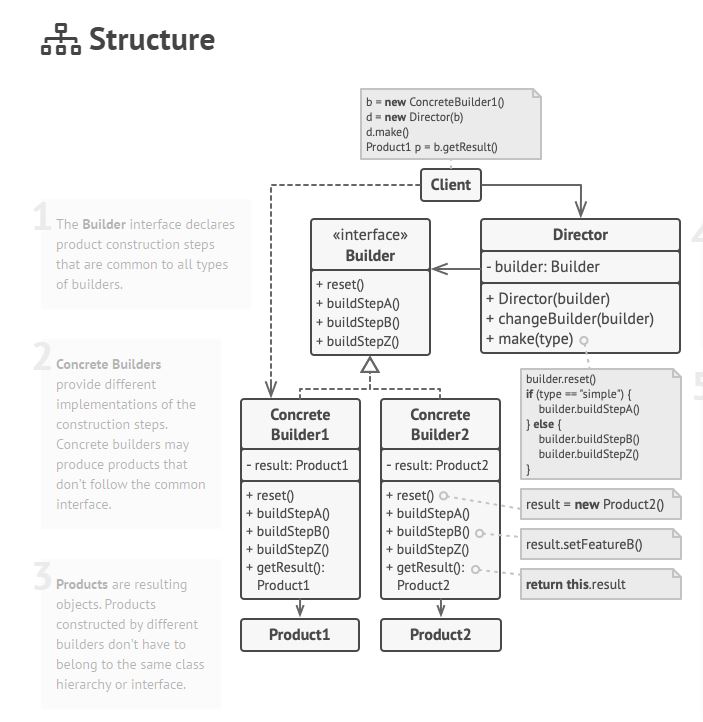 Structure
b = new ConcreteBuilder1()
d = new Director(b)
d.make()
Product1 p = b.getResult()
Client
1
The Builder interface declares
product construction steps
that are common to all types
of builders.
«interface»
Builder
+ reset()
+ buildStepA()
+ buildStepB()
+ buildStepZ()
Director
- builder: Builder
+ Director(builder)
+ changeBuilder(builder)
+ make(type)
4
2
Concrete Builders
provide different
implementations of the
construction steps.
Concrete builders may
produce products that
don't follow the common
interface.
builder.reset()
if (type == "simple") {
builder.buildStepA()
} else {
builder.buildStepB()
builder.buildStepZ()
}
5
Concrete
Builder1
- result: Product1
+ reset()
+ buildStepA()
+ buildStepB()
+ buildStepZ()
+ getResult():
Product1
Concrete
Builder2
- result: Product2
+ reset()
+ buildStepA()
+ buildStepB()
+ buildStepZ()
+ getResult():
Product2
result = new Product2()
result.setFeatureB()
return this.result
3
Products are resulting
objects. Products
constructed by different
builders don't have to
belong to the same class
hierarchy or interface.
Product1
Product2